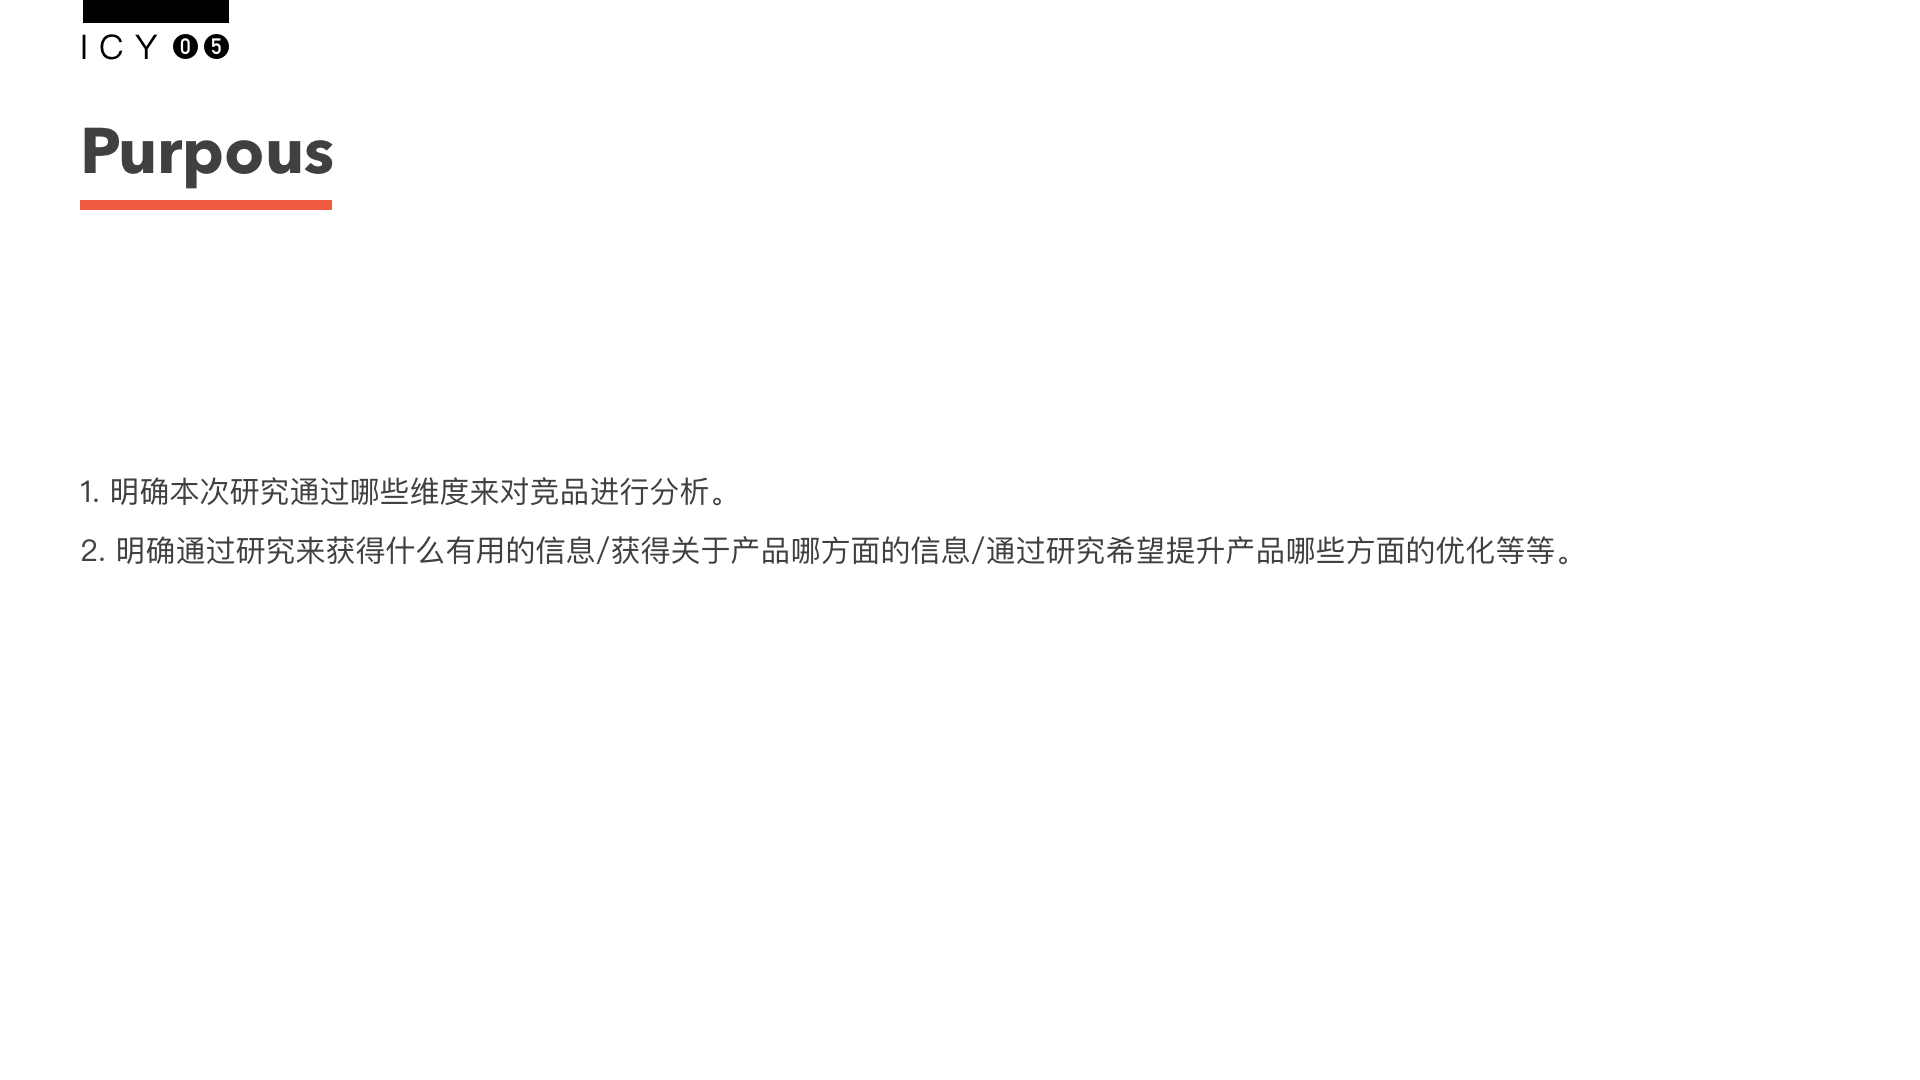 ICY 05
Purpous
1. 明确本次研究通过哪些维度来对竞品进行分析。
2. 明确通过研究来获得什么有用的信息/获得关于产品哪方面的信息/通过研究希望提升产品哪些方面的优化等等。